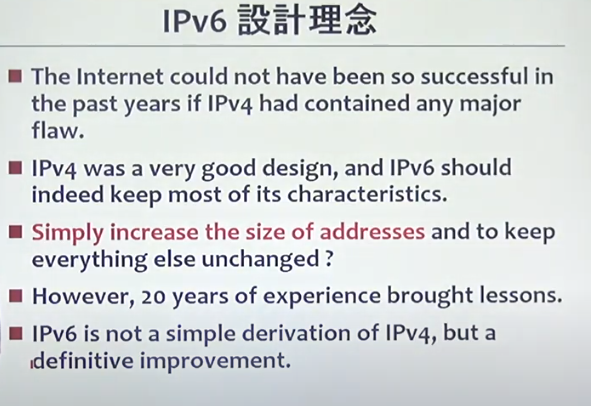 IPv6 設計理念
■ The Internet could not have been so successful in
the past years if IPv4 had contained any major
flaw.
■ IPv4 was a very good design, and IPv6 should
indeed keep most of its characteristics.
■ Simply increase the size of addresses and to keep
everything else unchanged ?
■ However, 20 years of experience brought lessons.
■ IPv6 is not a simple derivation of IPv4, but a
definitive improvement.